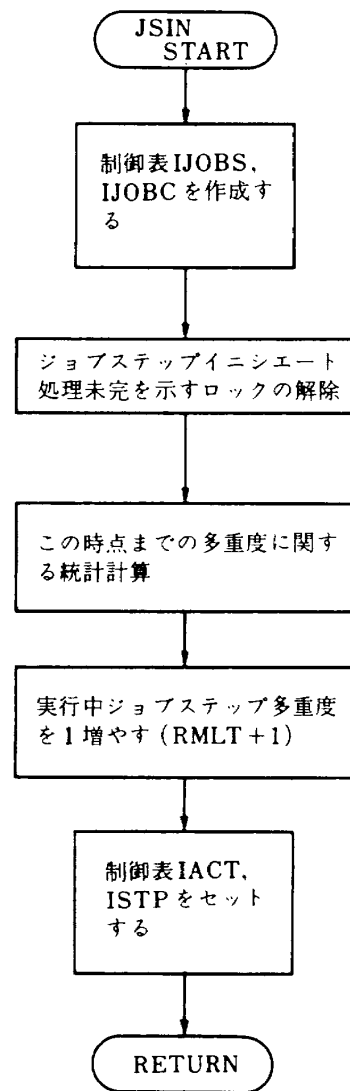 JSIN
START
制御表IJOBS,
IJOBCを作成す
る
ジョブステップイニシエート
処理未完を示すロックの解除
この時点までの多重度に関す
る統計計算
実行中ジョブステップ多重度
を1増やす(RMLT+1)
制御表IACT,
ISTPをセット
する
RETURN